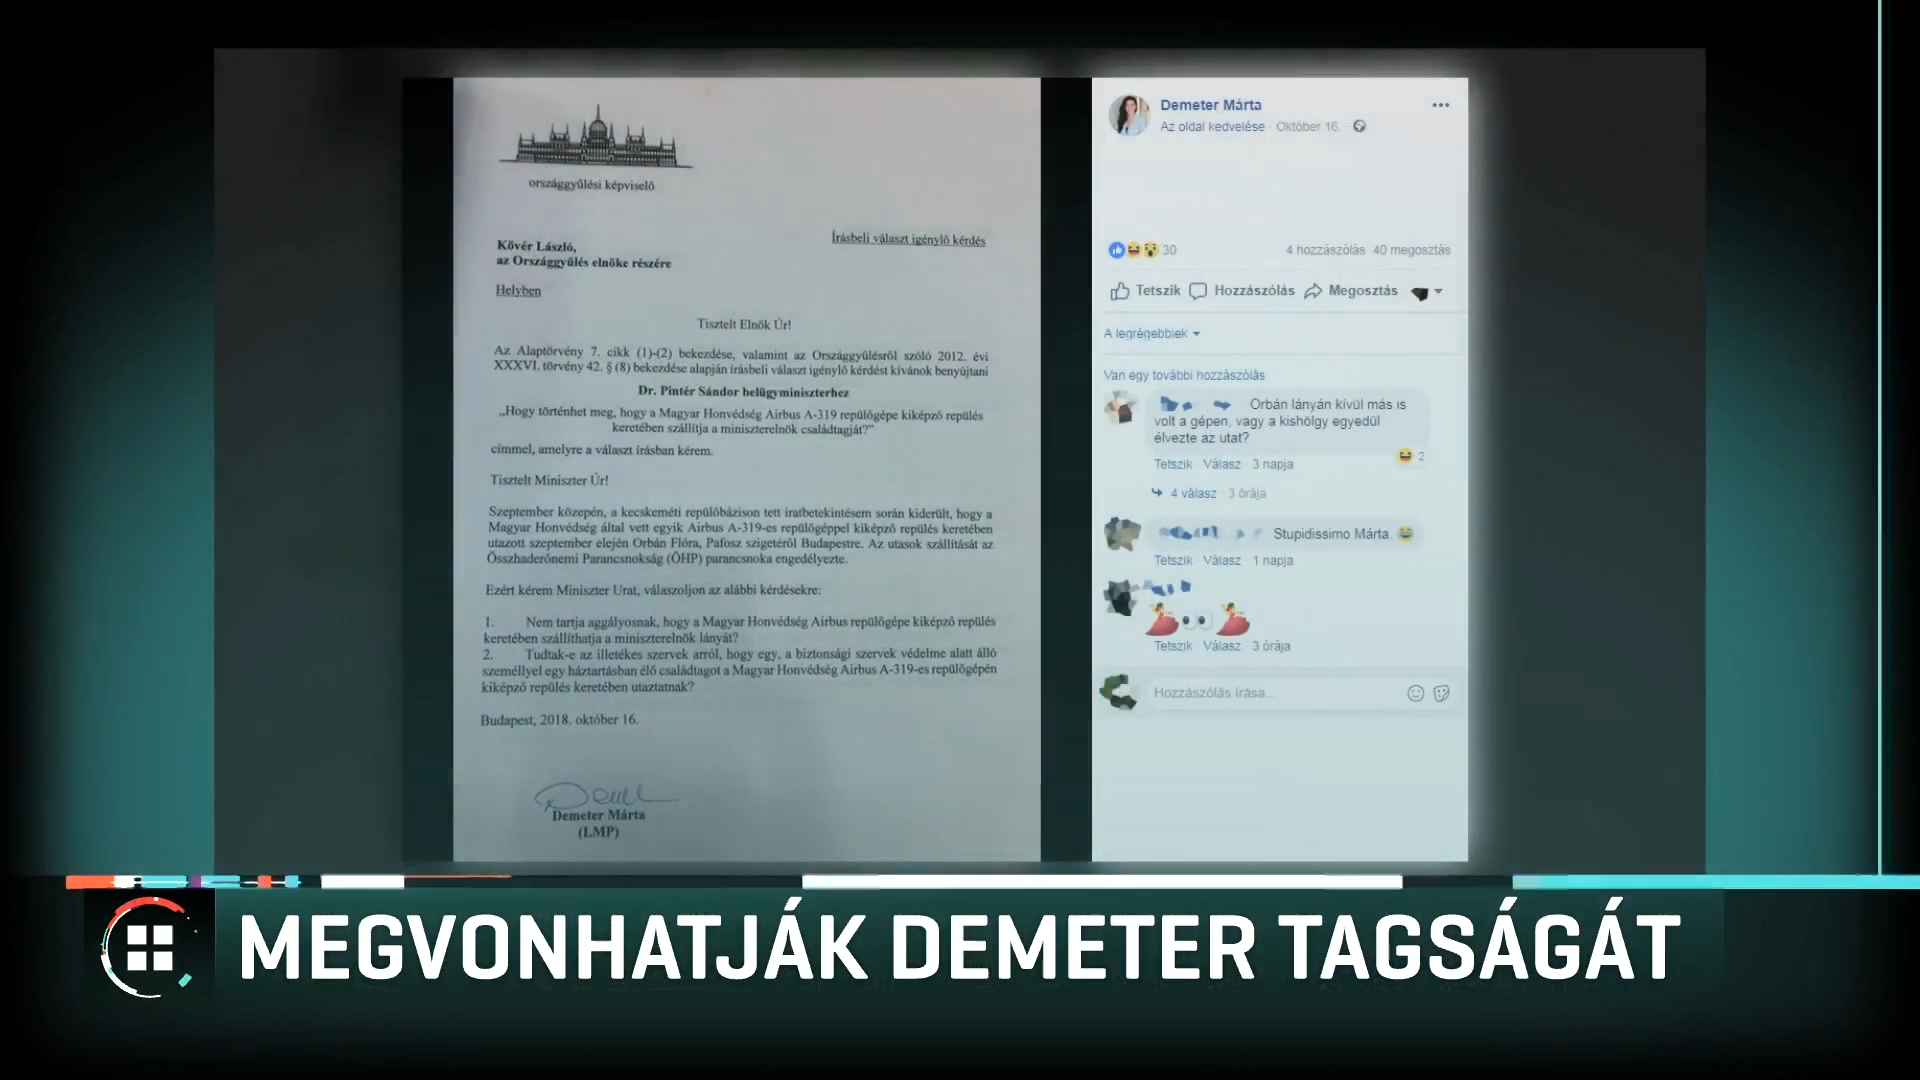 országgyűlési képviselő
Írásbeli választ igénylő kérdés
Kövér László,
az Országgyűlés elnöke részére
Helyben
Tisztelt Elnök Úr!
Az Alaptörvény 7. cikk (1)-(2) bekezdése, valamint az Országgyűlésről szóló 2012. évi
XXXVI. törvény 42. § (8) bekezdése alapján írásbeli választ igénylő kérdést kívánok benyújtani
Dr. Pintér Sándor belügyminiszterhez
„Hogy történhet meg, hogy a Magyar Honvédség Airbus A-319 repülőgépe kiképző repülés
keretében szállítja a miniszterelnök családtagját?"
címmel, amelyre a választ írásban kérem.
Tisztelt Miniszter Úr!
Szeptember közepén, a kecskeméti repülőbázison tett iratbetekintésem során kiderült, hogy a
Magyar Honvédség által vett egyik Airbus A-319-es repülőgéppel kiképző repülés keretében
utazott szeptember elején Orbán Flóra, Pafosz szigetéről Budapestre. Az utasok szállítását az
Összhaderőnemi Parancsnokság (ÖHP) parancsnoka engedélyezte.
Ezért kérem Miniszter Urat, válaszoljon az alábbi kérdésekre:
1. Nem tartja aggályosnak, hogy a Magyar Honvédség Airbus repülőgépe kiképző repülés
keretében szállíthatja a miniszterelnök lányát?
2. Tudtak-e az illetékes szervek arról, hogy egy, a biztonsági szervek védelme alatt álló
személlyel egy háztartásban élő családtagot a Magyar Honvédség Airbus A-319-es repülőgépén
kiképző repülés keretében utaztatnak?
Budapest, 2018. október 16.
Demeter Márta
(LMP)
Demeter Márta
Az oldal kedvelése · Október 16. ·
30 4 hozzászólás 40 megosztás
Tetszik Hozzászólás Megosztás
A legrégebbiek
Van egy további hozzászólás
Orbán lányán kívül más is
volt a gépen, vagy a kishölgy egyedül
élvezte az utat?
2
Tetszik · Válasz · 3 napja
4 válasz · 3 órája
Stupidissimo Márta. 😂
Tetszik · Válasz · 1 napja
💃👀💃
Tetszik · Válasz · 3 órája
Hozzászólás írása...
MEGVONHATJÁK DEMETER TAGSÁGÁT